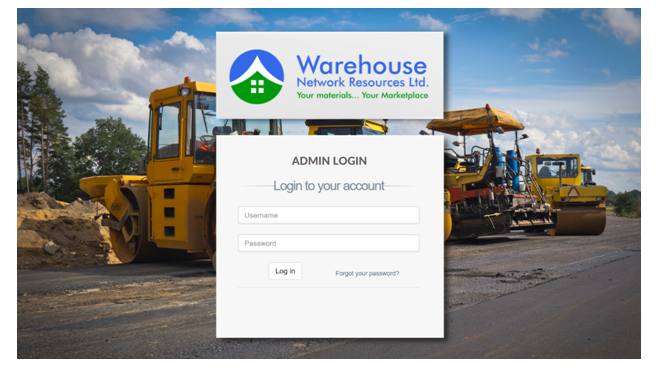 Warehouse
Network Resources Ltd.
Your materials... Your Marketplace
ADMIN LOGIN
Login to your account
Username
Password
Log in
Forgot your password?